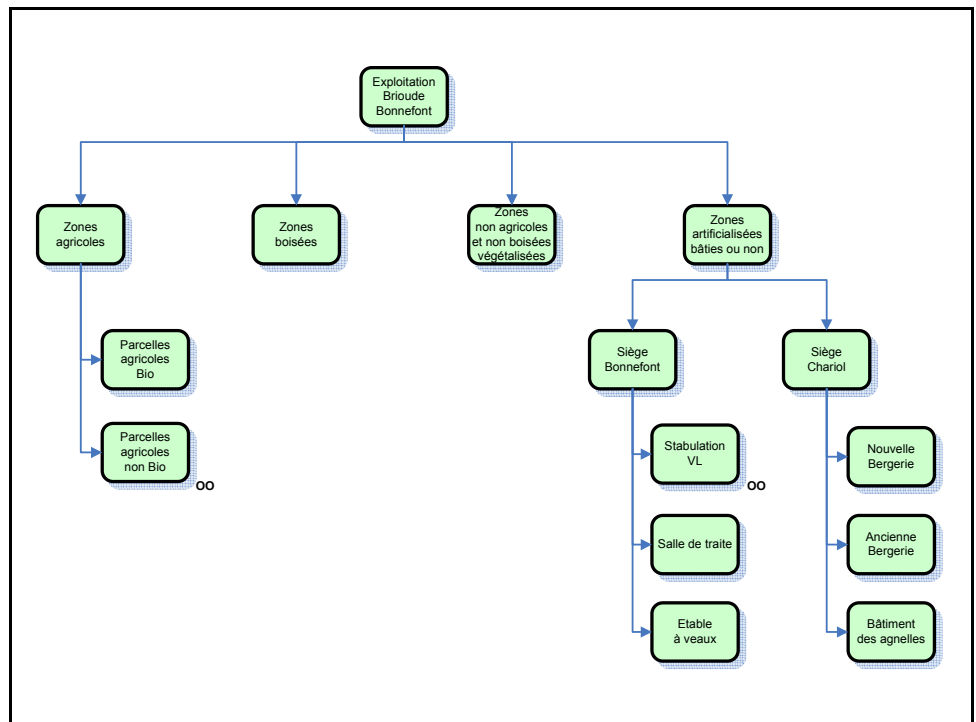 Exploitation
Brioude
Bonnefont
Zones
agricoles
Zones
boisées
Zones
non agricoles
et non boisées
végétalisées
Zones
artificialisées
bâties ou non
Parcelles
agricoles
Bio
Parcelles
agricoles
non Bio
oo
Siège
Bonnefont
Siège
Chariol
Stabulation
VL
oo
Salle de traite
Etable
à veaux
Nouvelle
Bergerie
Ancienne
Bergerie
Bâtiment
des agnelles